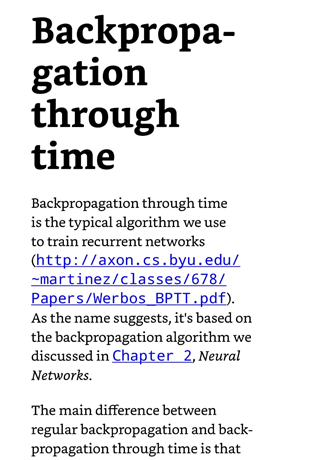 Backpropa-
gation
through
time
Backpropagation through time
is the typical algorithm we use
to train recurrent networks
(http://axon.cs.byu.edu/
~martinez/classes/678/
Papers/Werbos_BPTT.pdf).
As the name suggests, it's based on
the backpropagation algorithm we
discussed in Chapter 2, Neural
Networks.
The main difference between
regular backpropagation and back-
propagation through time is that